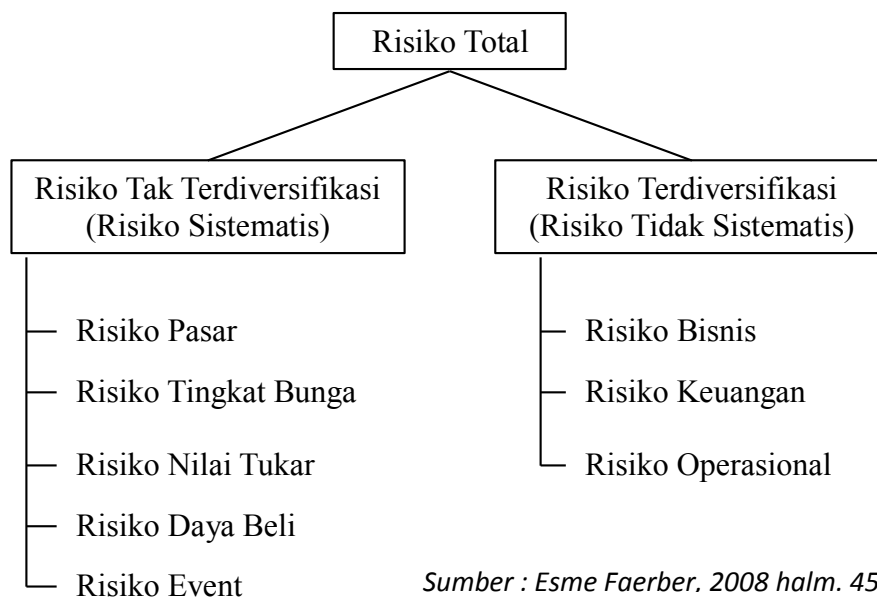 Risiko Total
Risiko Tak Terdiversifikasi
(Risiko Sistematis)
Risiko Terdiversifikasi
(Risiko Tidak Sistematis)
Risiko Pasar
Risiko Tingkat Bunga
Risiko Nilai Tukar
Risiko Daya Beli
Risiko Event
Risiko Bisnis
Risiko Keuangan
Risiko Operasional
Sumber : Esme Faerber, 2008 halm. 45